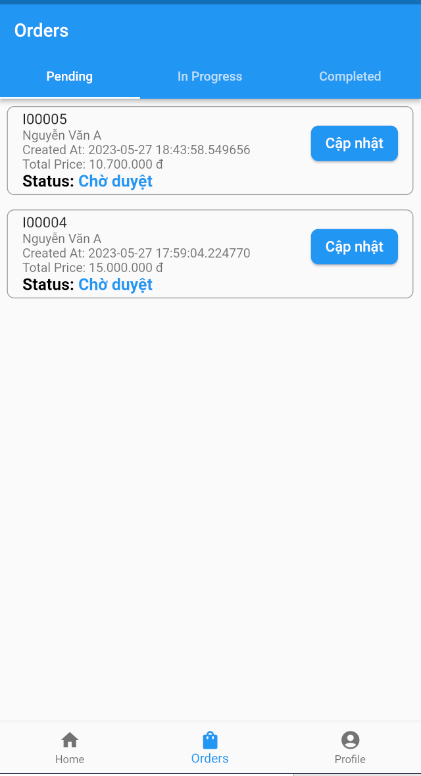 Orders
Pending
In Progress
Completed
I00005
Nguyễn Văn A
Created At: 2023-05-27 18:43:58.549656
Total Price: 10.700.000 đ
Status: Chờ duyệt
Cập nhật
I00004
Nguyễn Văn A
Created At: 2023-05-27 17:59:04.224770
Total Price: 15.000.000 đ
Status: Chờ duyệt
Cập nhật
Home
Orders
Profile